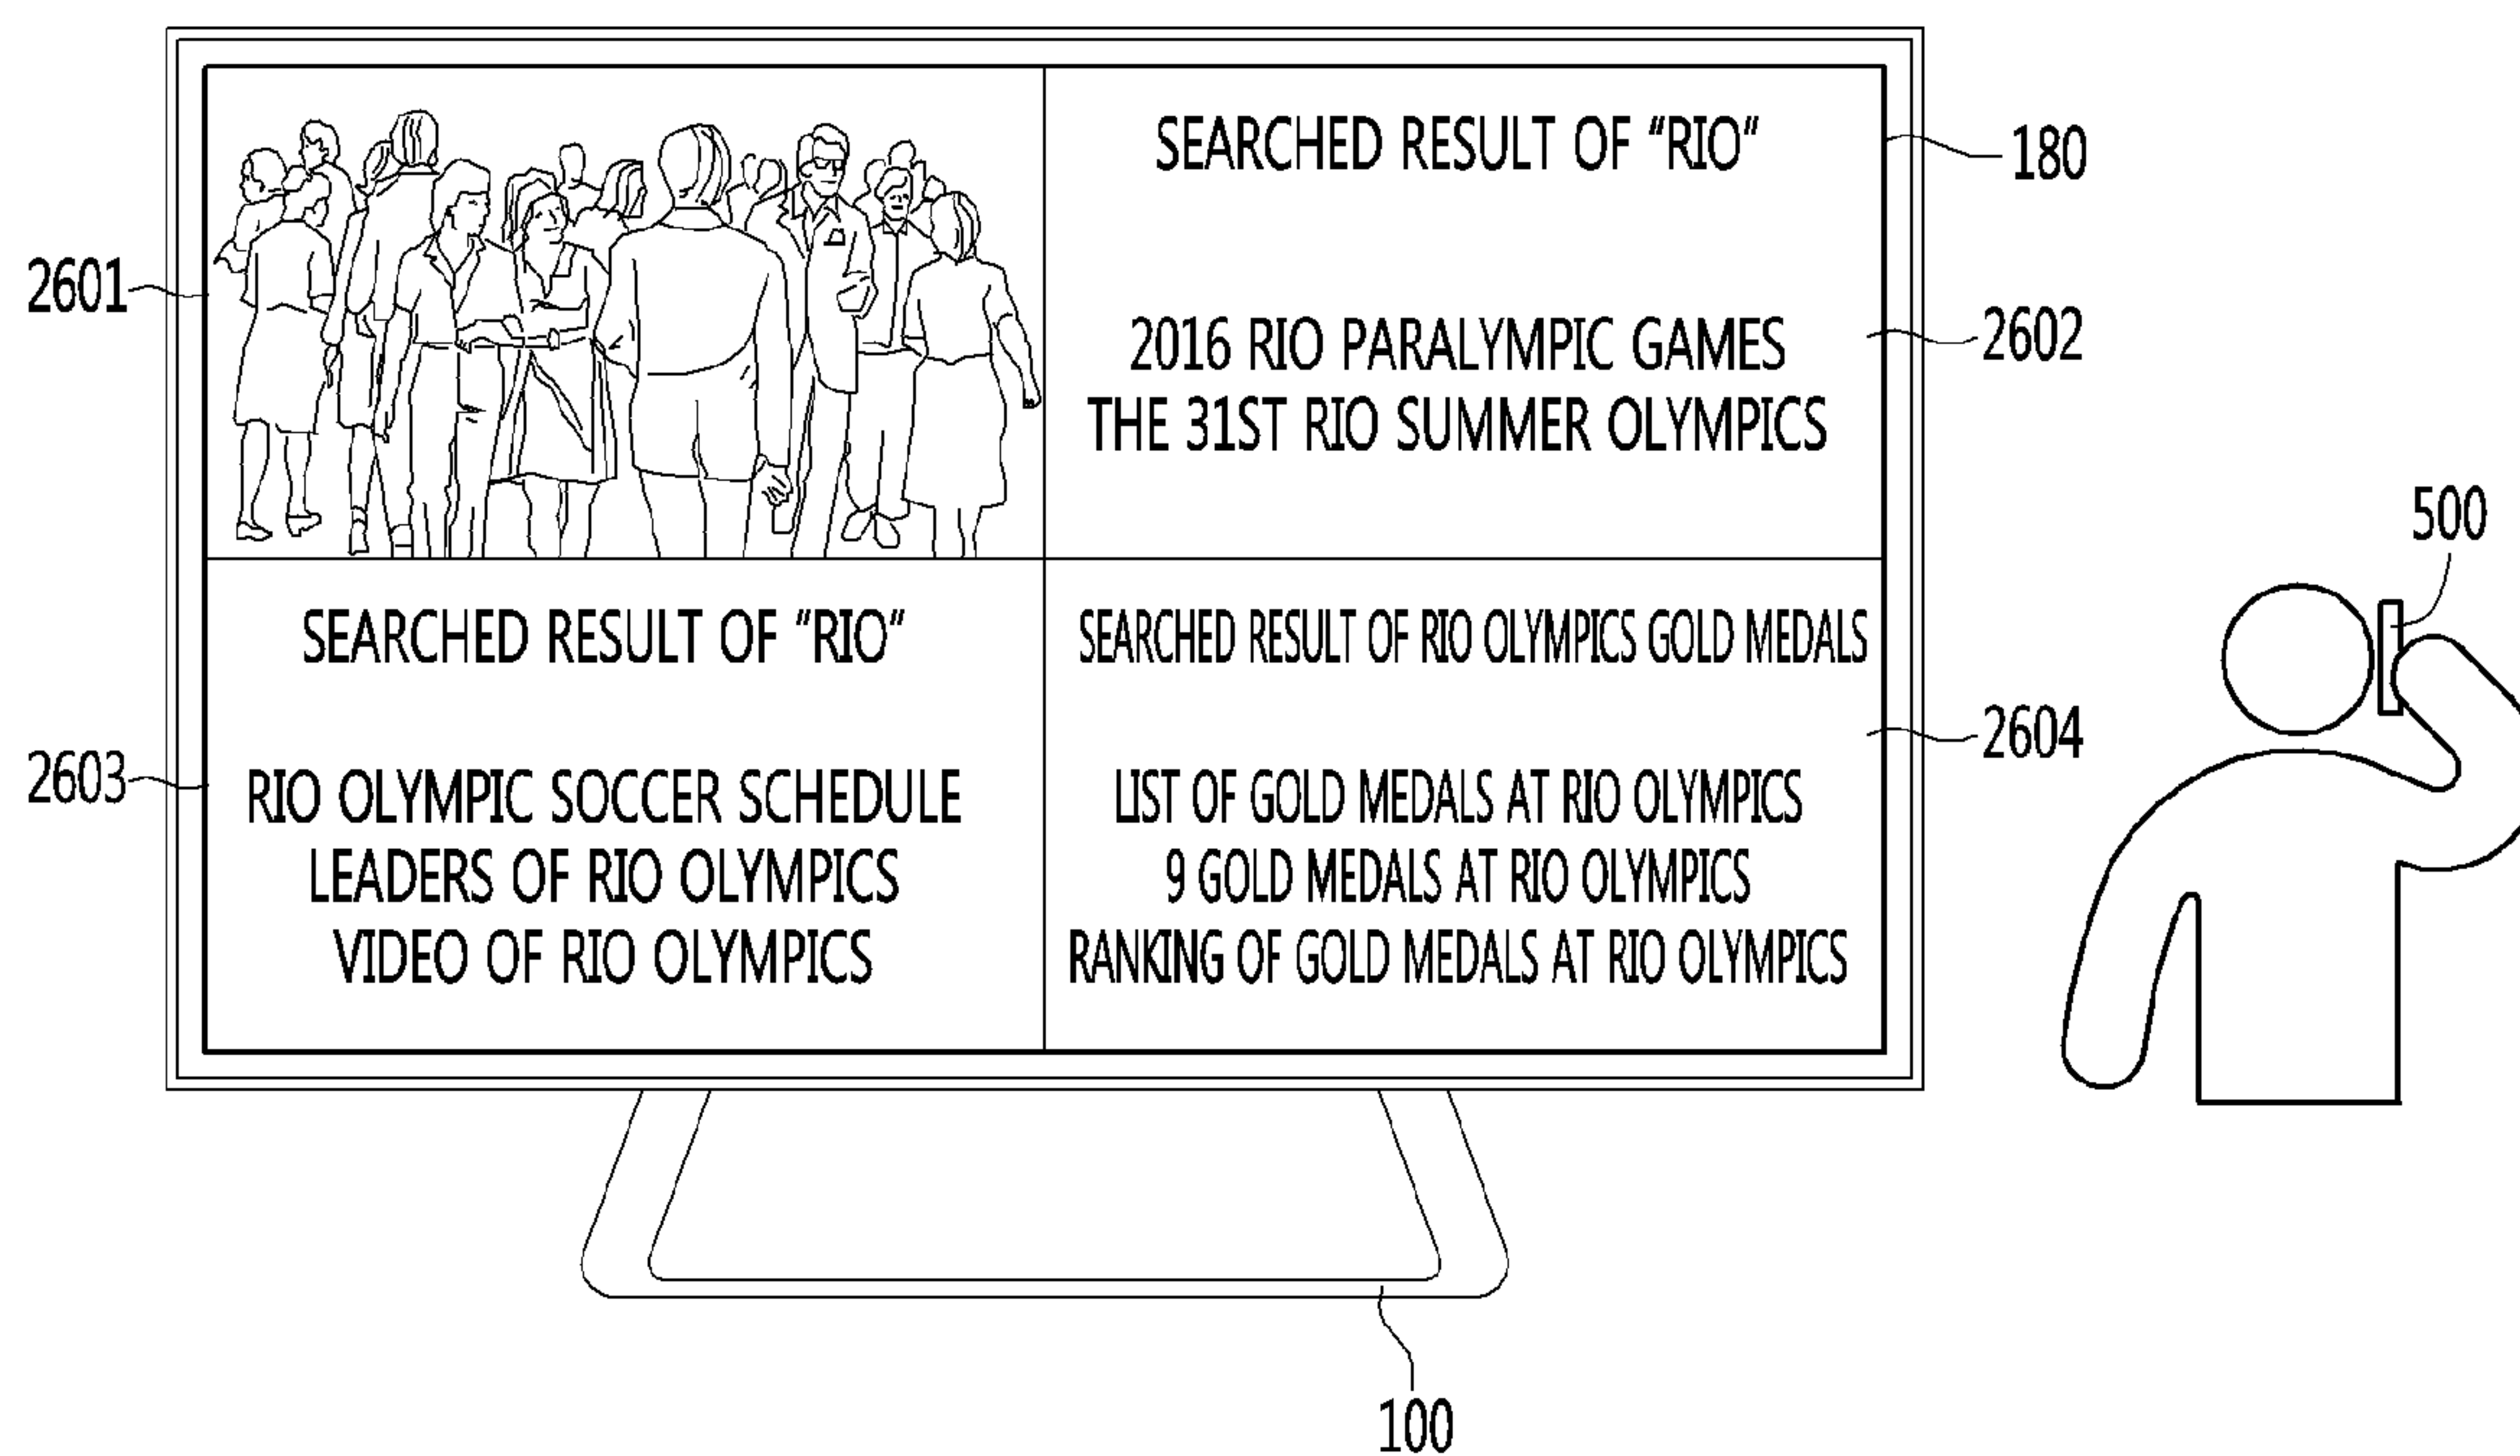 SEARCHED RESULT OF "RIO"
180
2601
2016 RIO PARALYMPIC GAMES
2602
THE 31ST RIO SUMMER OLYMPICS
500
SEARCHED RESULT OF "RIO"
SEARCHED RESULT OF RIO OLYMPICS GOLD MEDALS
2603
RIO OLYMPIC SOCCER SCHEDULE
LEADERS OF RIO OLYMPICS
VIDEO OF RIO OLYMPICS
2604
LIST OF GOLD MEDALS AT RIO OLYMPICS
9 GOLD MEDALS AT RIO OLYMPICS
RANKING OF GOLD MEDALS AT RIO OLYMPICS
100